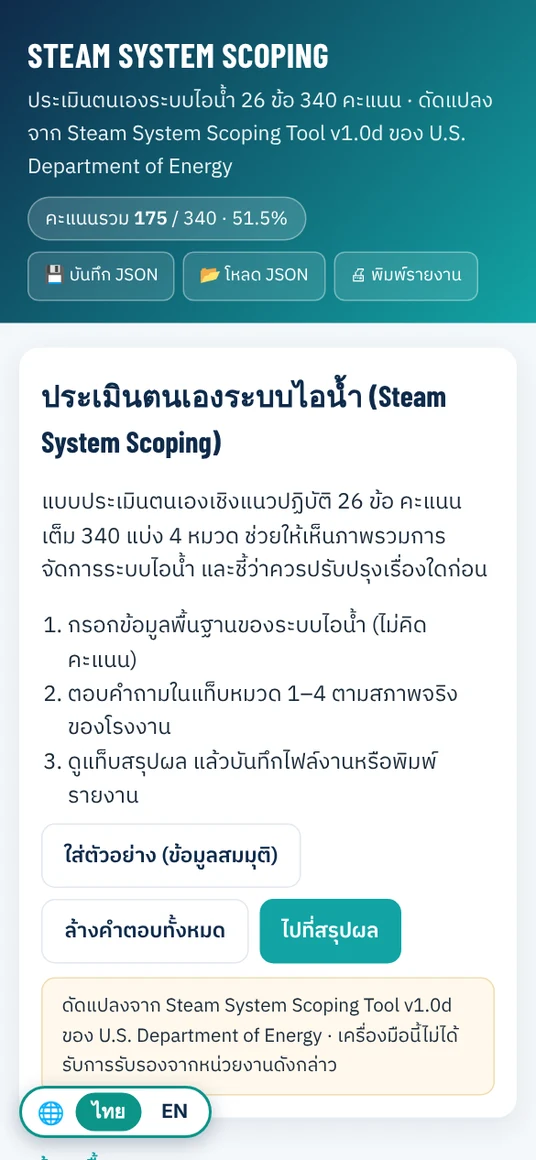 STEAM SYSTEM SCOPING
ประเมินตนเองระบบไอน้ำ 26 ข้อ 340 คะแนน · ดัดแปลง
จาก Steam System Scoping Tool v1.0d ของ U.S.
Department of Energy
คะแนนรวม 175 / 340 · 51.5%
💾 บันทึก JSON
📂 โหลด JSON
🖨 พิมพ์รายงาน
ประเมินตนเองระบบไอน้ำ (Steam
System Scoping)
แบบประเมินตนเองเชิงแนวปฏิบัติ 26 ข้อ คะแนน
เต็ม 340 แบ่ง 4 หมวด ช่วยให้เห็นภาพรวมการ
จัดการระบบไอน้ำ และชี้ว่าควรปรับปรุงเรื่องใดก่อน
1. กรอกข้อมูลพื้นฐานของระบบไอน้ำ (ไม่คิด
คะแนน)
2. ตอบคำถามในแท็บหมวด 1–4 ตามสภาพจริง
ของโรงงาน
3. ดูแท็บสรุปผล แล้วบันทึกไฟล์งานหรือพิมพ์
รายงาน
ใส่ตัวอย่าง (ข้อมูลสมมุติ)
ล้างคำตอบทั้งหมด
ไปที่สรุปผล
ดัดแปลงจาก Steam System Scoping Tool v1.0d
ของ U.S. Department of Energy · เครื่องมือนี้ไม่ได้
รับการรับรองจากหน่วยงานดังกล่าว
🌐 ไทย EN